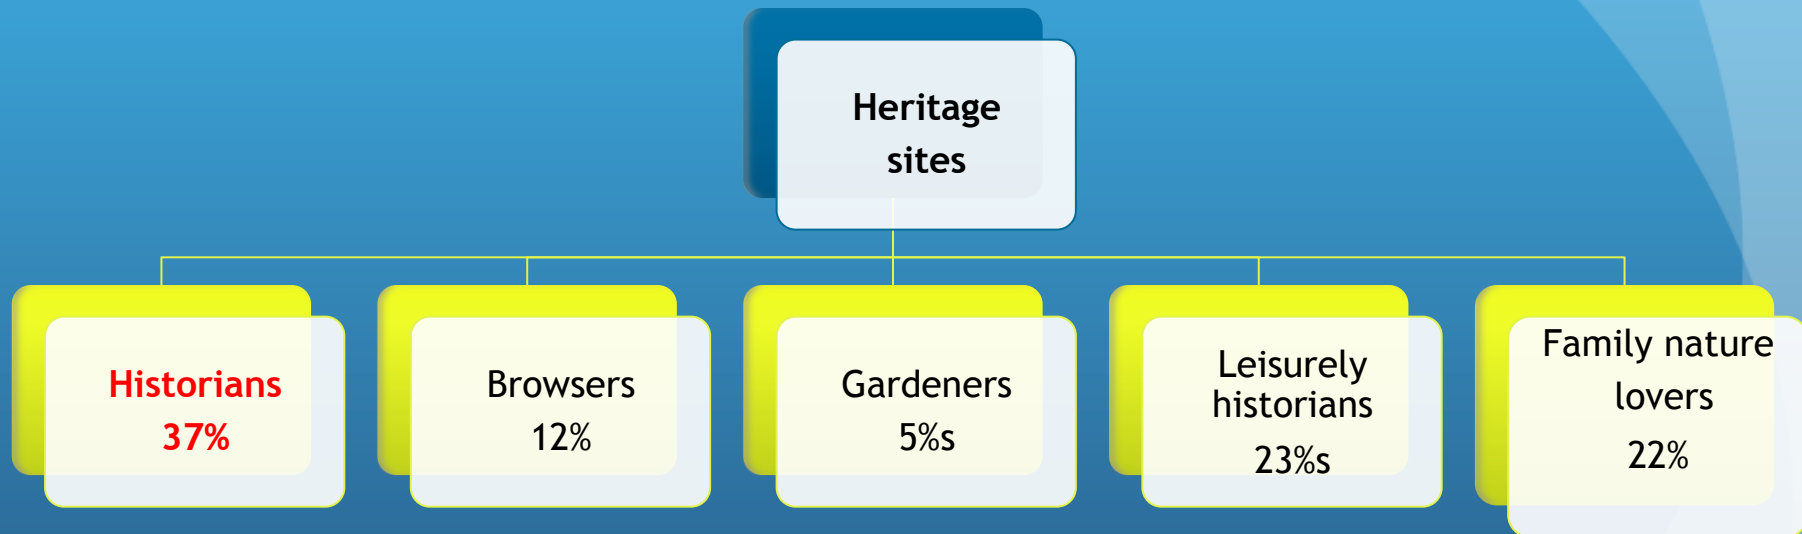 Heritage
sites
Historians
37%
Browsers
12%
Gardeners
5%s
Leisurely
historians
23%s
Family nature
lovers
22%